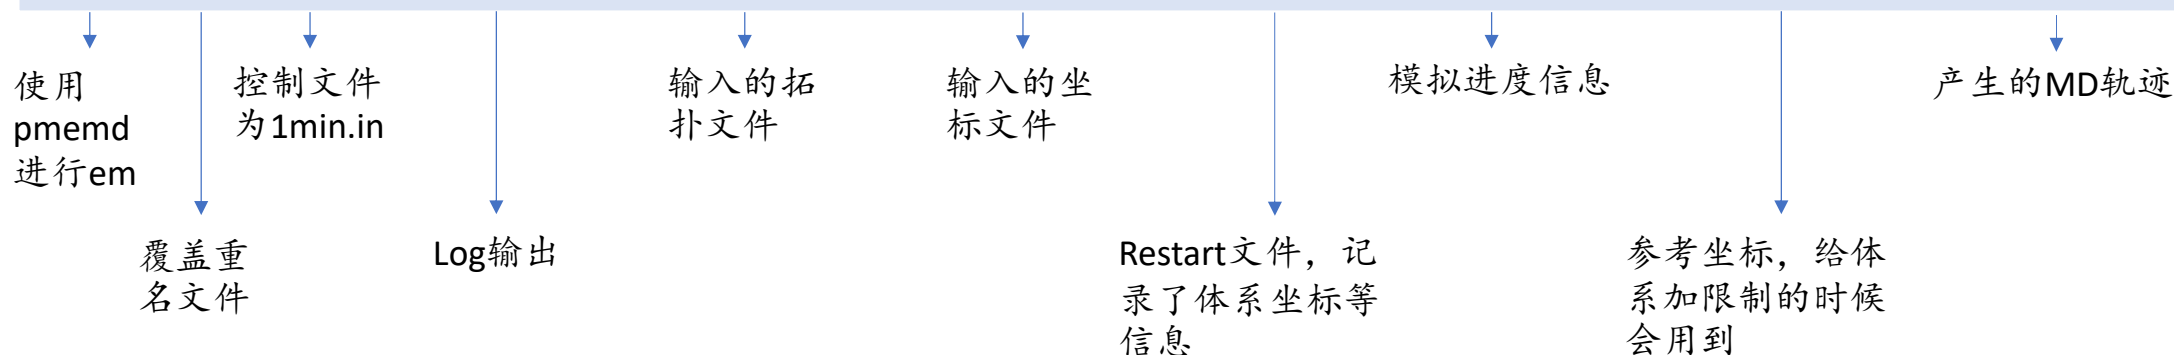 使用
pmemd
进行em
覆盖重
名文件
控制文件
为1min.in
Log输出
输入的拓
扑文件
输入的坐
标文件
Restart文件，记
录了体系坐标等
信息
模拟进度信息
参考坐标，给体
系加限制的时候
会用到
产生的MD轨迹